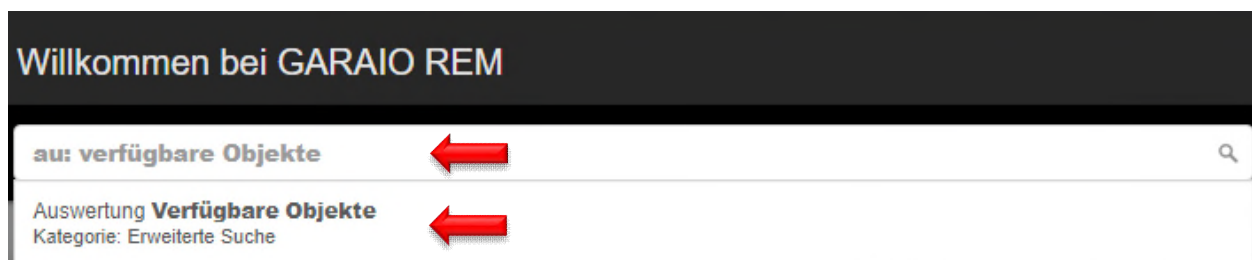 Willkommen bei GARAIO REM
au: verfügbare Objekte
Auswertung Verfügbare Objekte
Kategorie: Erweiterte Suche